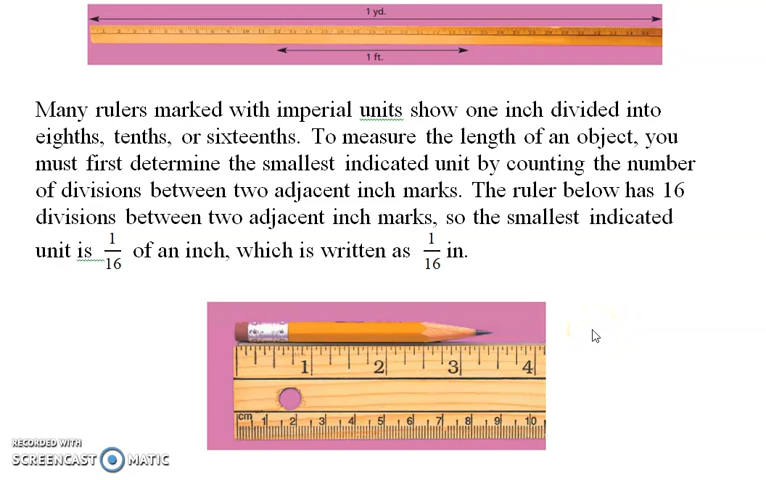 1 yd.
1 ft.
Many rulers marked with imperial units show one inch divided into
eighths, tenths, or sixteenths. To measure the length of an object, you
must first determine the smallest indicated unit by counting the number
of divisions between two adjacent inch marks. The ruler below has 16
divisions between two adjacent inch marks, so the smallest indicated
unit is 1/16 of an inch, which is written as 1/16 in.
1 2 3 4
cm 1 2 3 4 5 6 7 8 9 10
RECORDED WITH
SCREENCAST MATIC